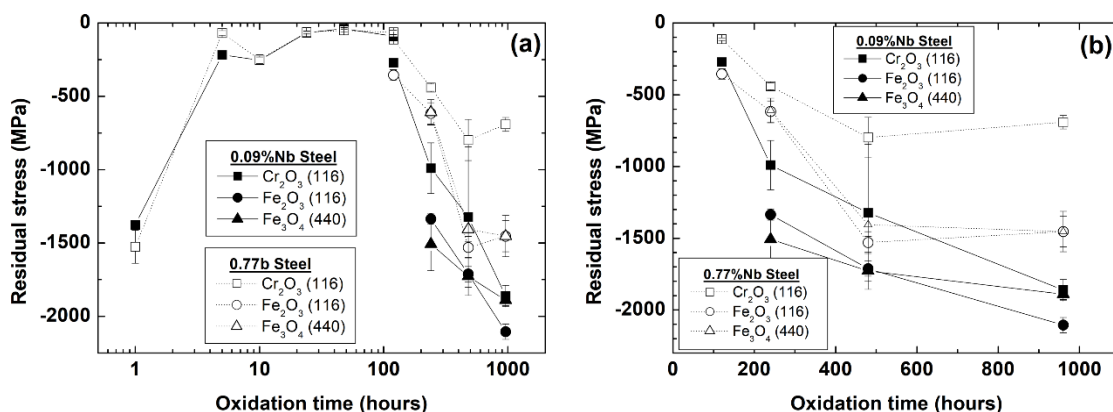 (a)
0
-500
-1000
-1500
-2000
Residual stress (MPa)
0.09%Nb Steel
Cr₂O₃ (116)
Fe₂O₃ (116)
Fe₃O₄ (440)
0.77b Steel
Cr₂O₃ (116)
Fe₂O₃ (116)
Fe₃O₄ (440)
1 10 100 1000
Oxidation time (hours)
(b)
0
-500
-1000
-1500
-2000
Residual stress (MPa)
0.09%Nb Steel
Cr₂O₃ (116)
Fe₂O₃ (116)
Fe₃O₄ (440)
0.77%Nb Steel
Cr₂O₃ (116)
Fe₂O₃ (116)
Fe₃O₄ (440)
0 200 400 600 800 1000
Oxidation time (hours)